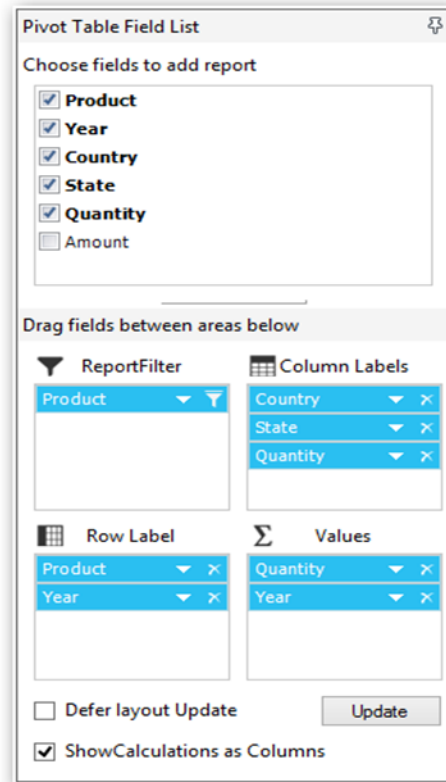 Pivot Table Field List
Choose fields to add report
Product
Year
Country
State
Quantity
Amount
Drag fields between areas below
ReportFilter
Column Labels
Product
Country
State
Quantity
Row Label
Σ Values
Product
Quantity
Year
Year
Defer layout Update
Update
ShowCalculations as Columns